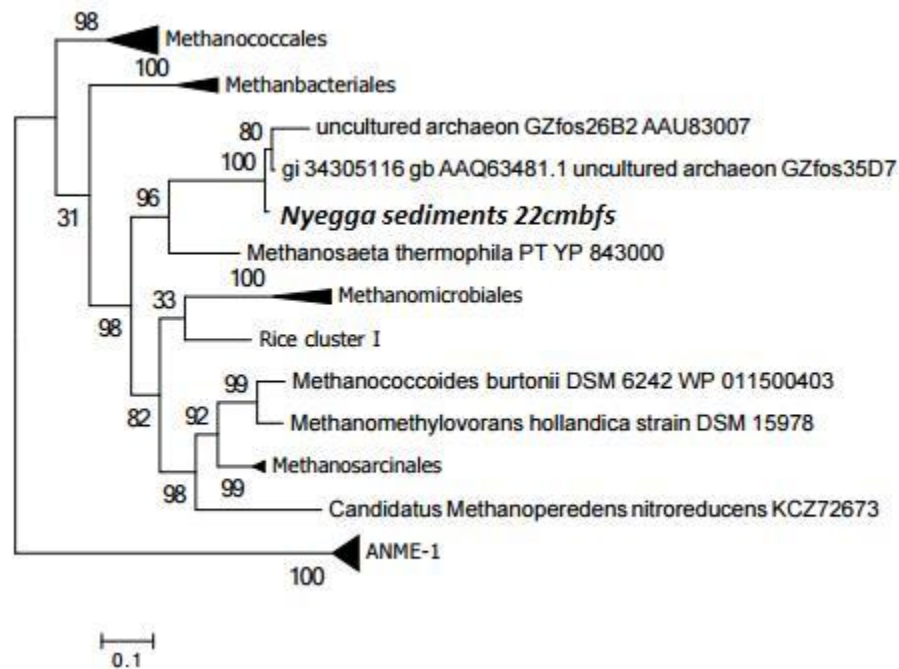 98
Methanococcales
100
Methanbacteriales
80
uncultured archaeon GZfos26B2 AAU83007
100
gi 34305116 gb AAQ63481.1 uncultured archaeon GZfos35D7
96
Nyegga sediments 22cmbfs
31
Methanosaeta thermophila PT YP 843000
100
33
Methanomicrobiales
98
Rice cluster I
99
Methanococcoides burtonii DSM 6242 WP 011500403
82
92
Methanomethylovorans hollandica strain DSM 15978
Methanosarcinales
98
99
Candidatus Methanoperedens nitroreducens KCZ72673
ANME-1
100
0.1